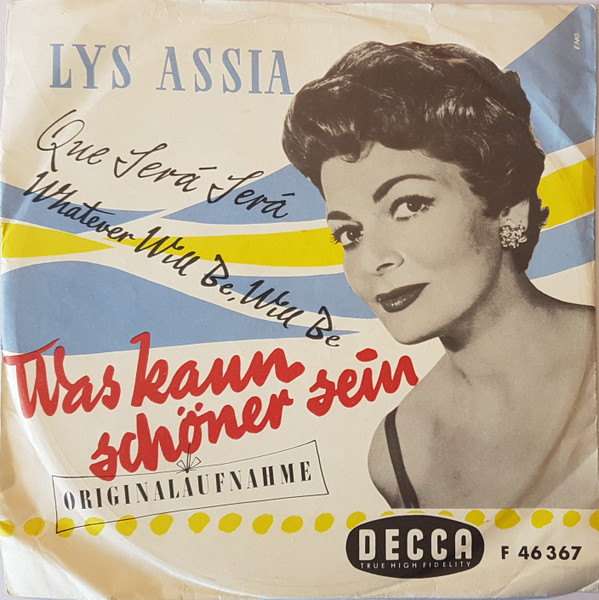 LYS ASSIA
Que Será Será
Whatever Will Be, Will Be
Was kann
schöner sein
ORIGINALAUFNAHME
DECCA
TRUE HIGH FIDELITY
F 46 367
EMS